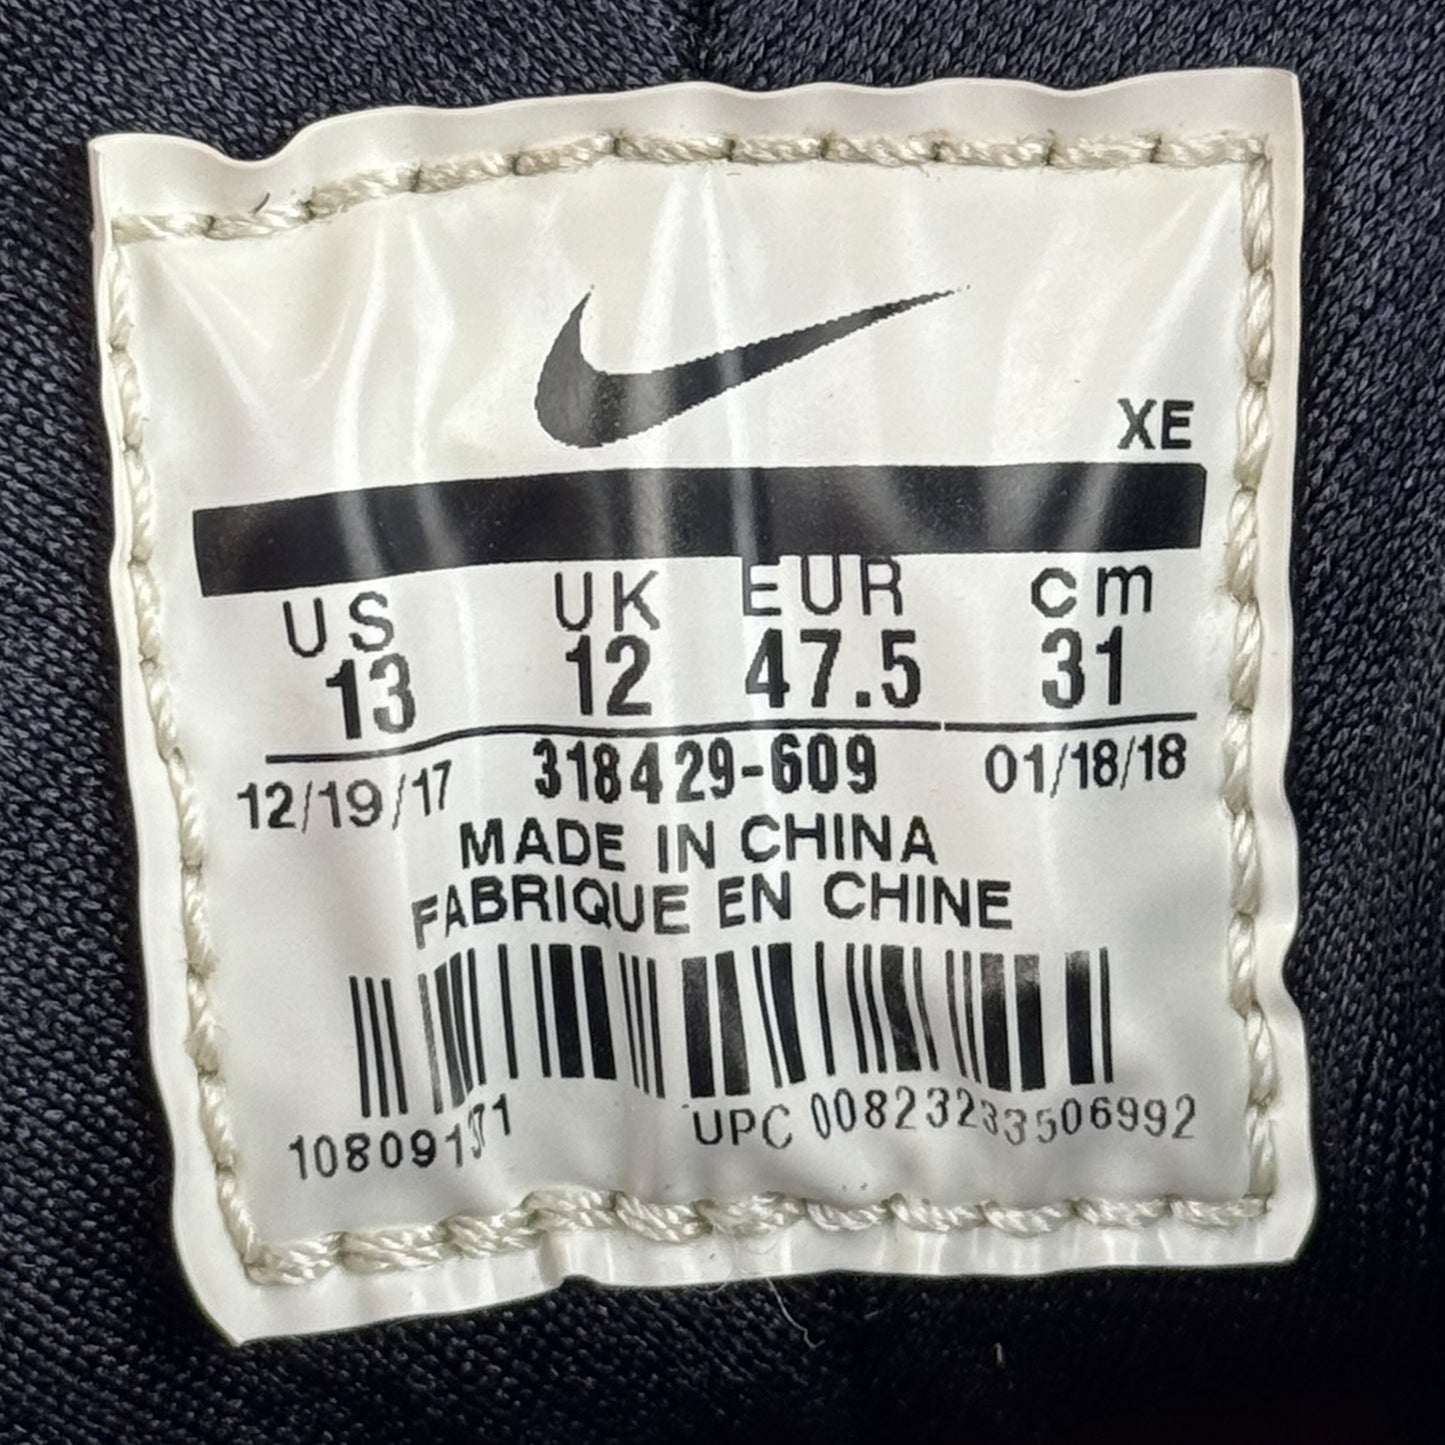 XE
US UK EUR cm
13 12 47.5 31
12/19/17 318429-609 01/18/18
MADE IN CHINA
FABRIQUE EN CHINE
UPC 00823233506992